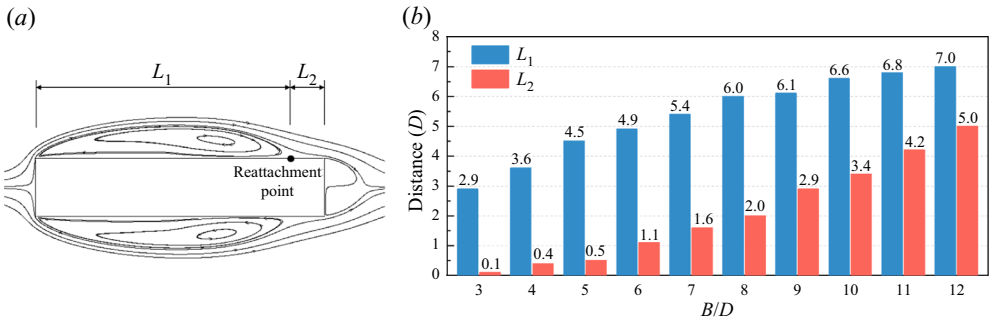 (a)
L₁
L₂
Reattachment
point
(b)
L₁
L₂
Distance (D)
8
7
6
5
4
3
2
1
0
2.9
0.1
3.6
0.4
4.5
0.5
4.9
1.1
5.4
1.6
6.0
2.0
6.1
2.9
6.6
3.4
6.8
4.2
7.0
5.0
3 4 5 6 7 8 9 10 11 12
B/D